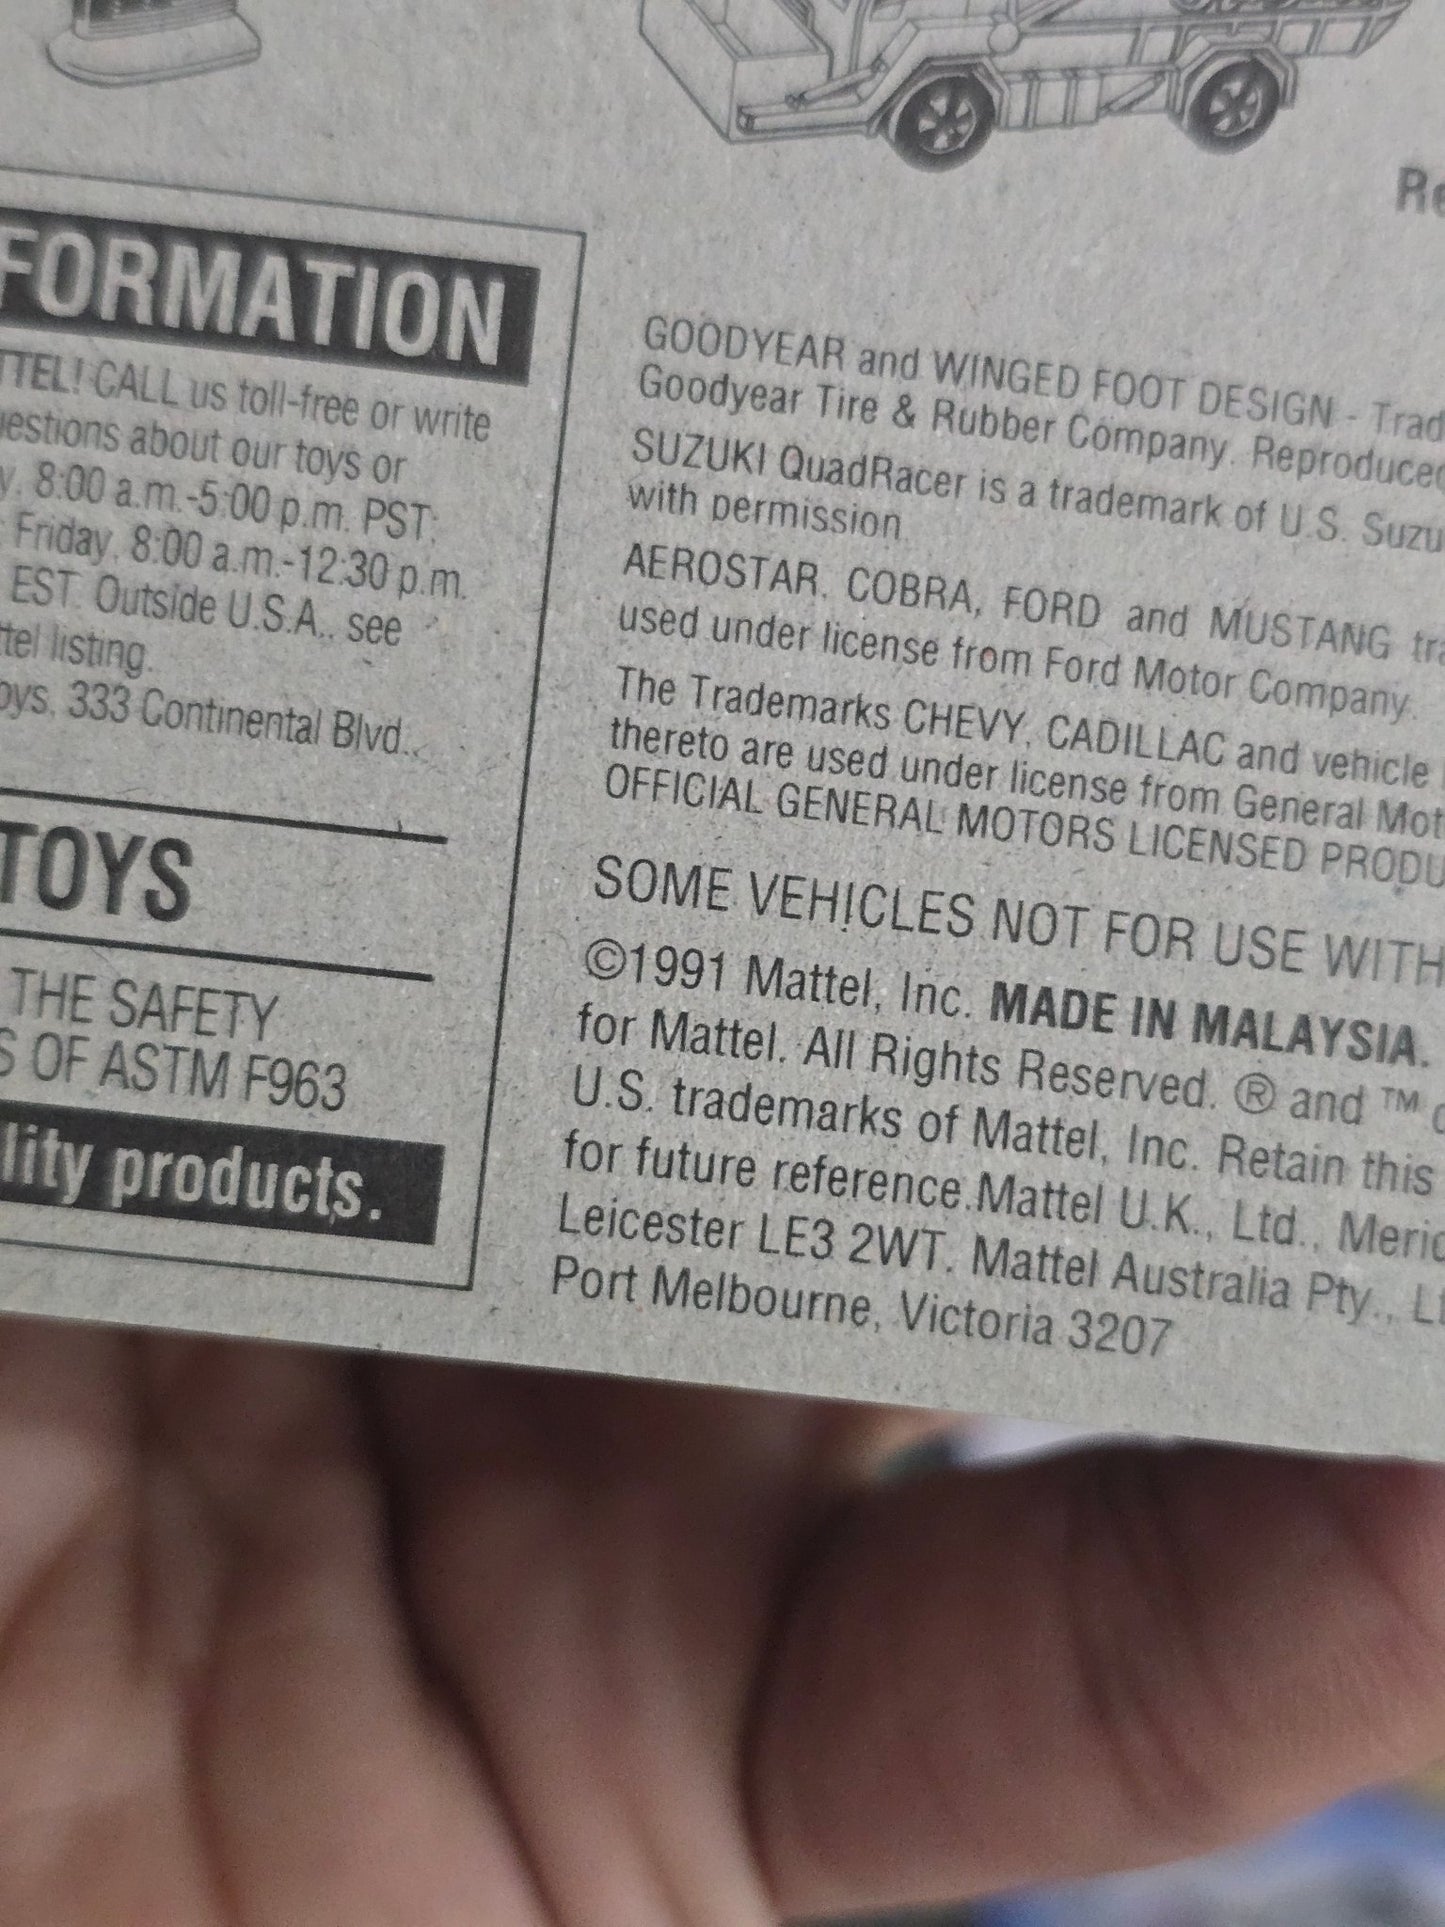 Re
FORMATION
TTEL! CALL us toll-free or write
estions about our toys or
y. 8:00 a.m.-5:00 p.m. PST:
Friday, 8:00 a.m.-12:30 p.m.
EST. Outside U.S.A., see
ttel listing.
oys, 333 Continental Blvd.,
TOYS
THE SAFETY
S OF ASTM F963
lity products.
GOODYEAR and WINGED FOOT DESIGN - Trad
Goodyear Tire & Rubber Company. Reproduced
SUZUKI QuadRacer is a trademark of U.S. Suzu
with permission
AEROSTAR, COBRA, FORD and MUSTANG tra
used under license from Ford Motor Company.
The Trademarks CHEVY, CADILLAC and vehicle
thereto are used under license from General Mot
OFFICIAL GENERAL MOTORS LICENSED PRODU
SOME VEHICLES NOT FOR USE WITH
©1991 Mattel, Inc. MADE IN MALAYSIA.
for Mattel. All Rights Reserved. ® and ™
U.S. trademarks of Mattel, Inc. Retain this
for future reference.Mattel U.K., Ltd., Meric
Leicester LE3 2WT. Mattel Australia Pty., Lt
Port Melbourne, Victoria 3207